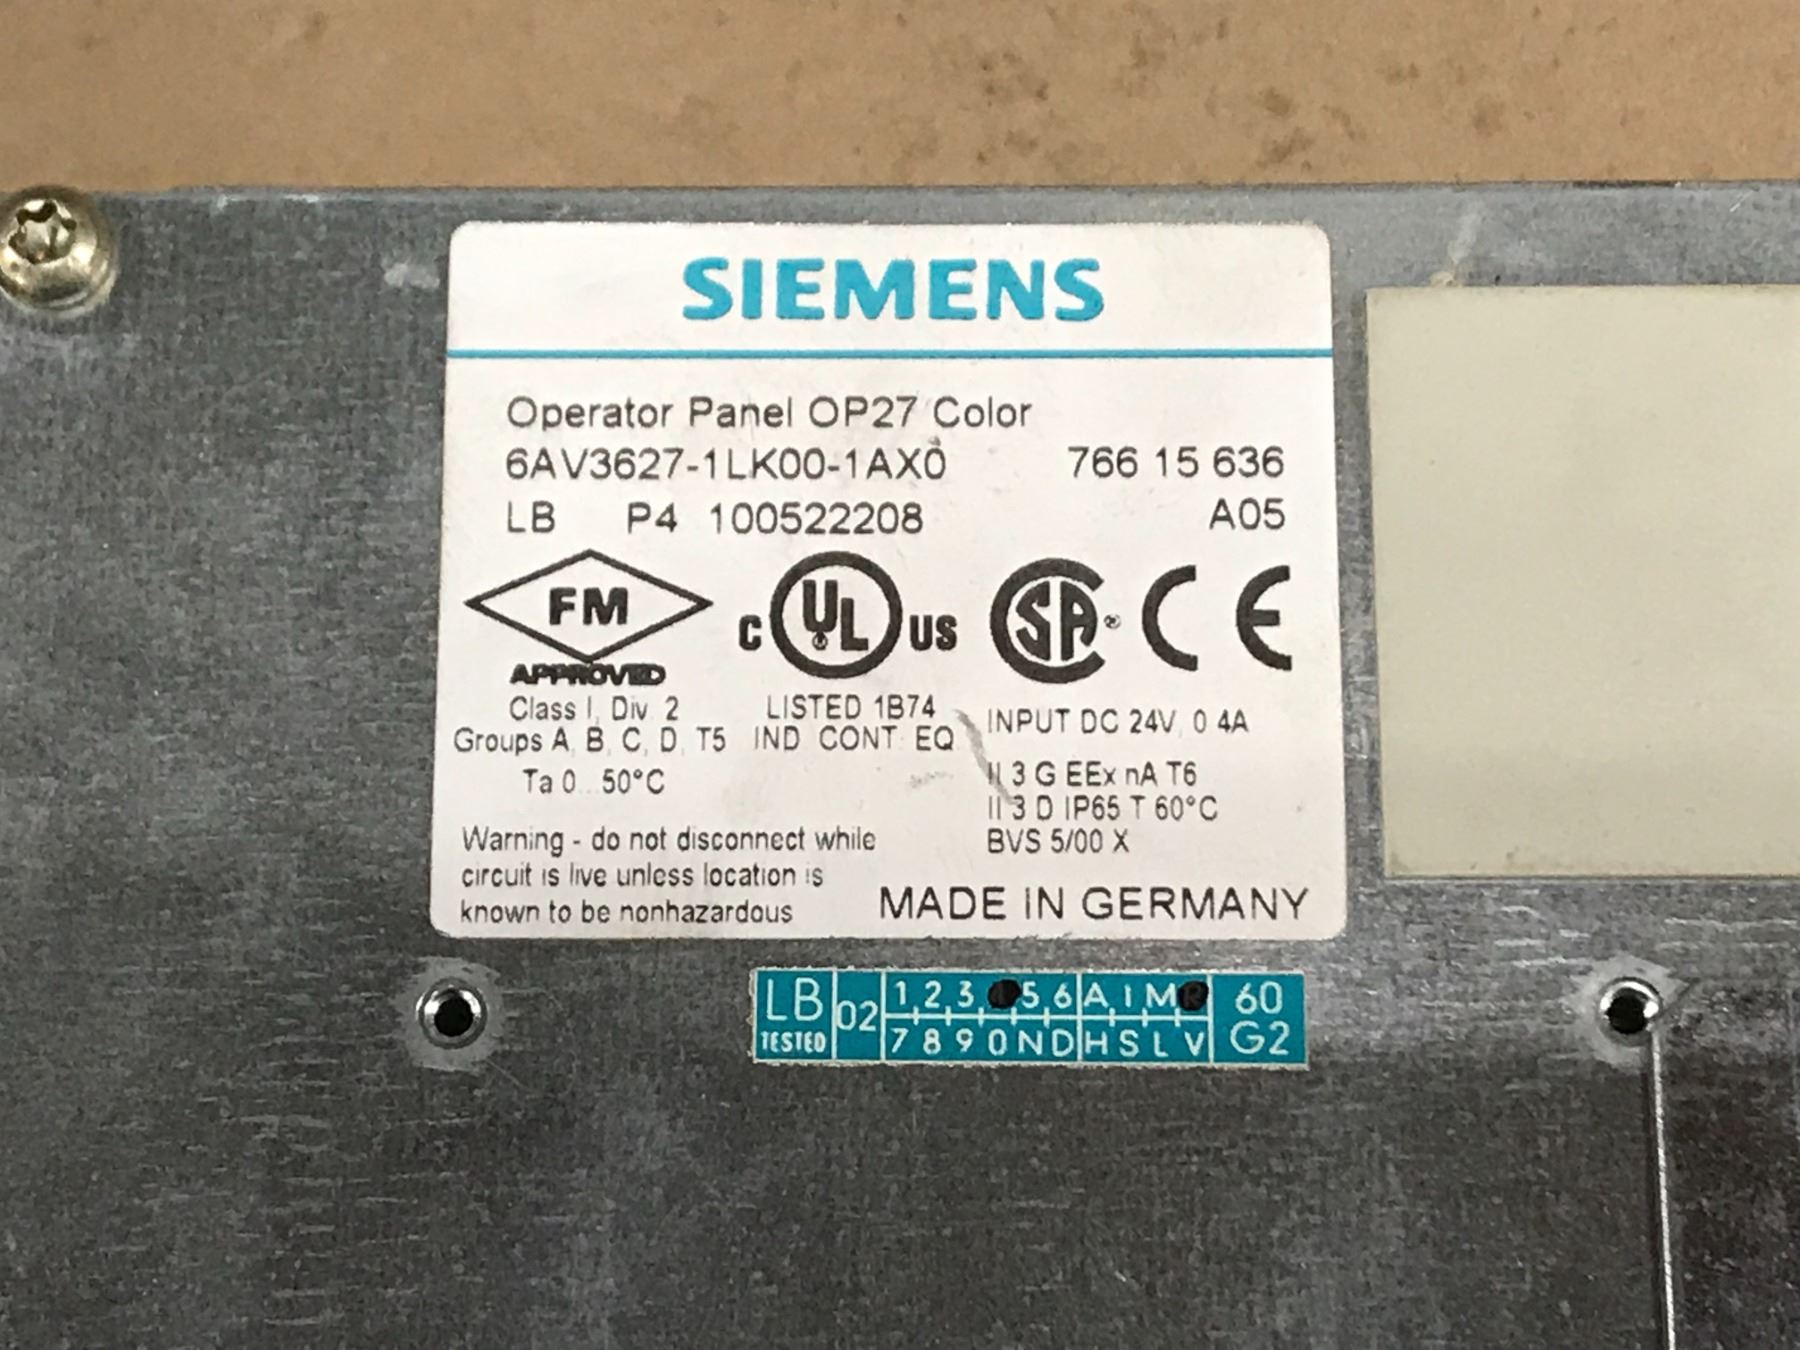 SIEMENS
Operator Panel OP27 Color
6AV3627-1LK00-1AX0 766 15 636
LB P4 100522208 A05
FM
APPROVED
C UL US
SA ® CE
Class I, Div. 2
Groups A, B, C, D, T5
Ta 0...50°C
LISTED 1B74
IND. CONT. EQ
INPUT DC 24V, 0.4A
II 3 G EEx nA T6
II 3 D IP65 T 60°C
BVS 5/00 X
Warning - do not disconnect while
circuit is live unless location is
known to be nonhazardous
MADE IN GERMANY
LB 02 1 2 3 5 6 A I M 60
TESTED 7 8 9 0 N D H S L V G2